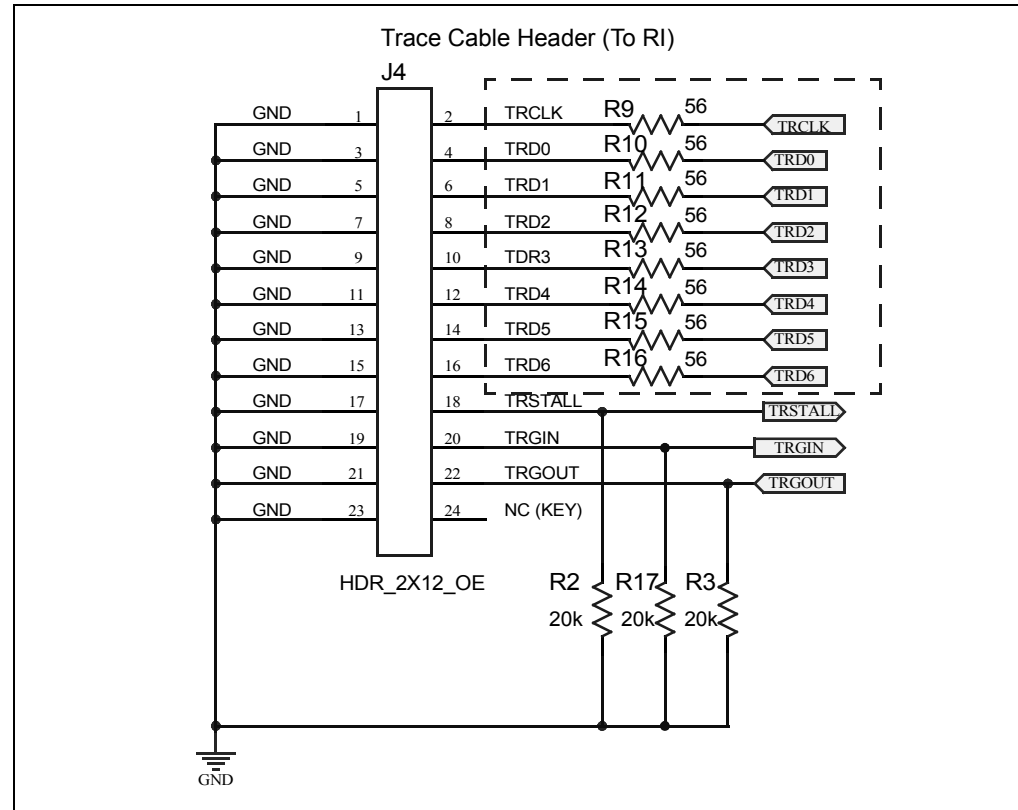 Trace Cable Header (To RI)
J4
GND 1 2 TRCLK R9 56 TRCLK
GND 3 4 TRD0 R10 56 TRD0
GND 5 6 TRD1 R11 56 TRD1
GND 7 8 TRD2 R12 56 TRD2
GND 9 10 TDR3 R13 56 TRD3
GND 11 12 TRD4 R14 56 TRD4
GND 13 14 TRD5 R15 56 TRD5
GND 15 16 TRD6 R16 56 TRD6
GND 17 18 TRSTALL TRSTALL
GND 19 20 TRGIN TRGIN
GND 21 22 TRGOUT TRGOUT
GND 23 24 NC (KEY)
HDR_2X12_OE R2 R17 R3
20k 20k 20k
GND